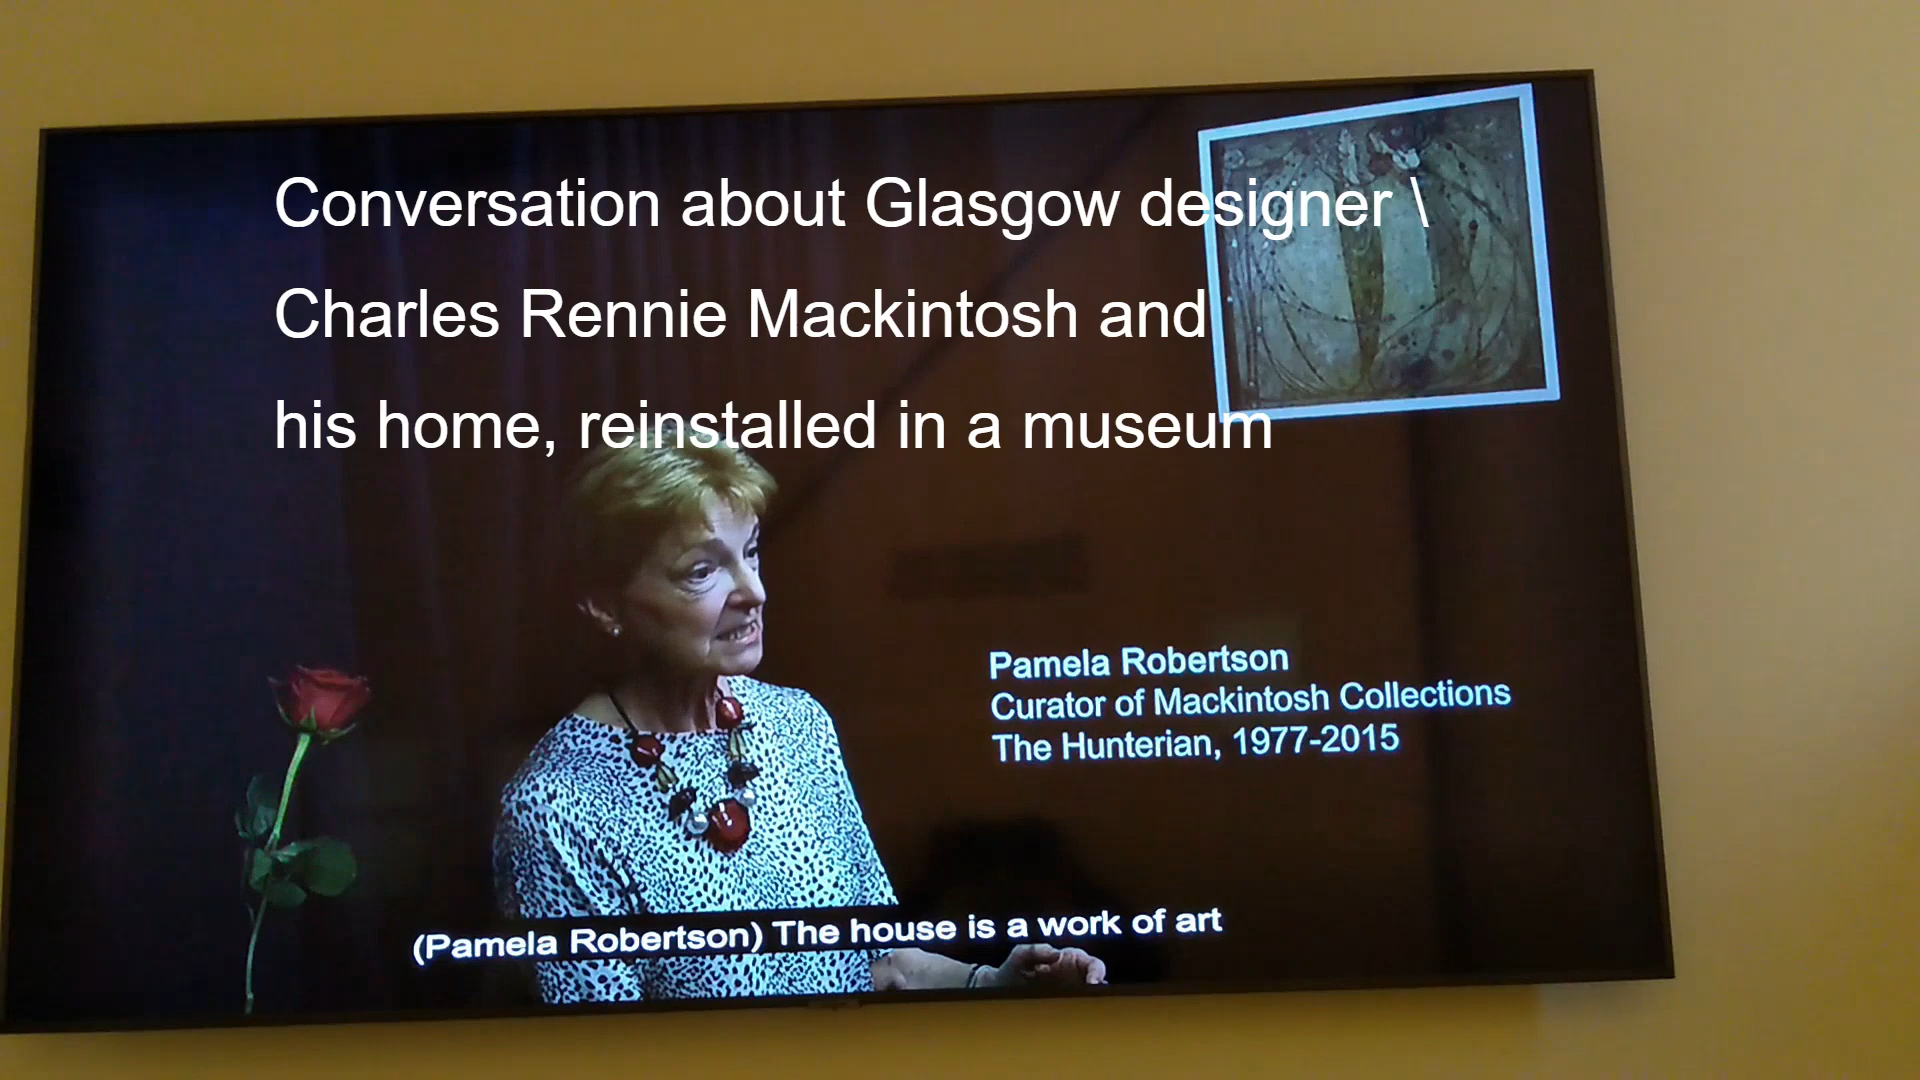 Conversation about Glasgow designer \
Charles Rennie Mackintosh and
his home, reinstalled in a museum
Pamela Robertson
Curator of Mackintosh Collections
The Hunterian, 1977-2015
(Pamela Robertson) The house is a work of art